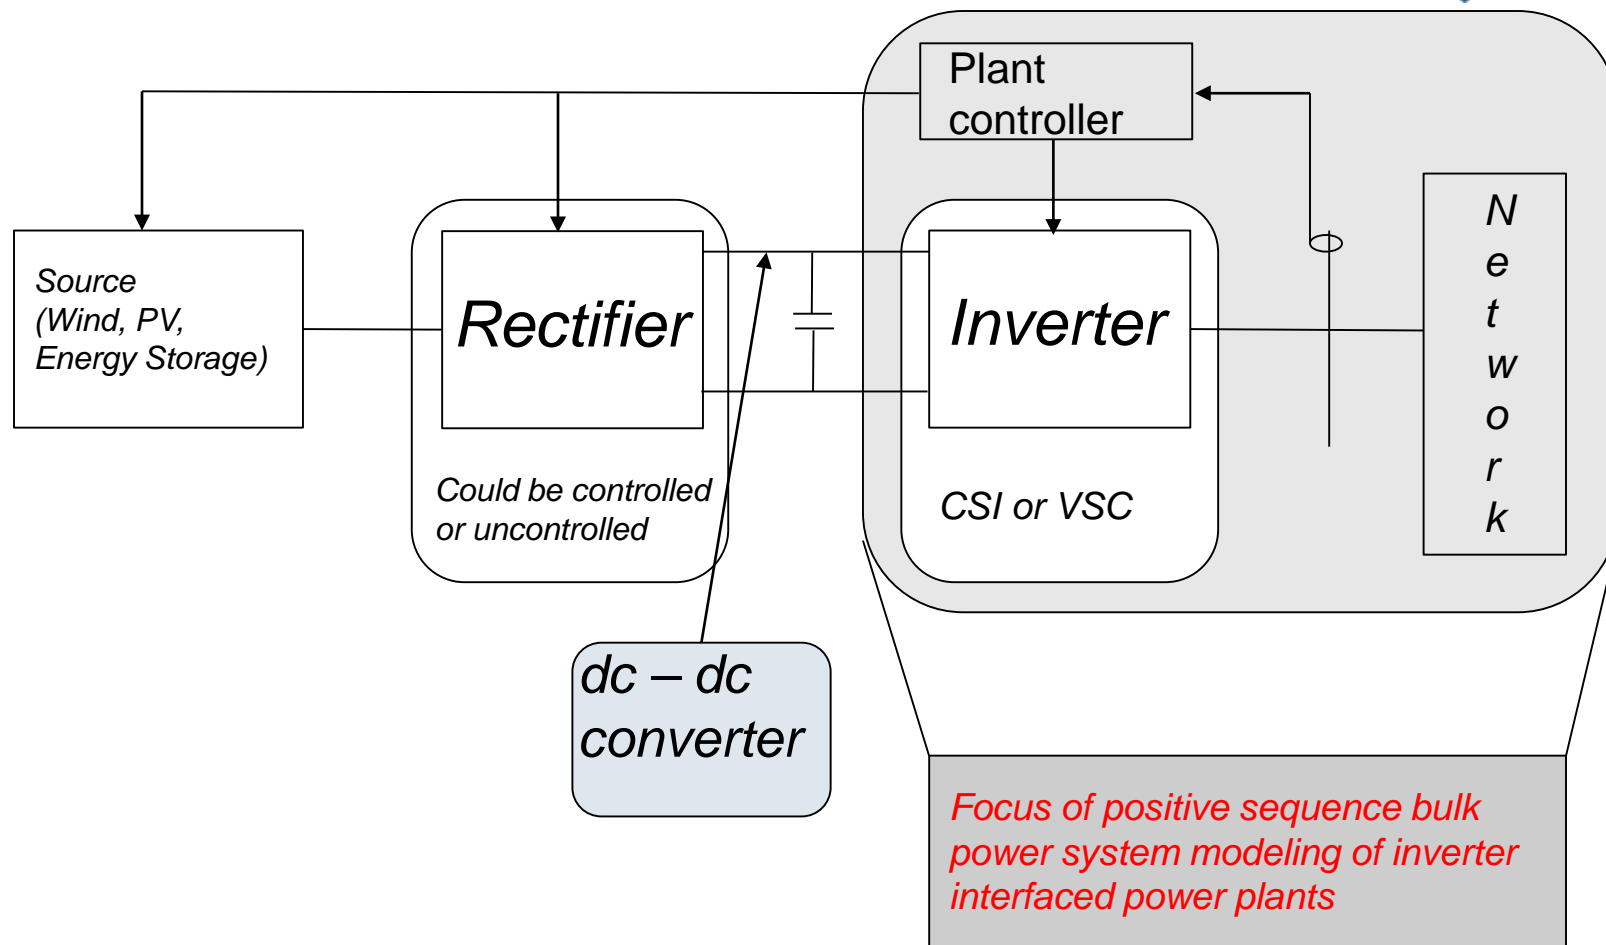 Plant
controller
Source
(Wind, PV,
Energy Storage)
Rectifier
Could be controlled
or uncontrolled
Inverter
CSI or VSC
N
e
t
w
o
r
k
dc – dc
converter
Focus of positive sequence bulk
power system modeling of inverter
interfaced power plants